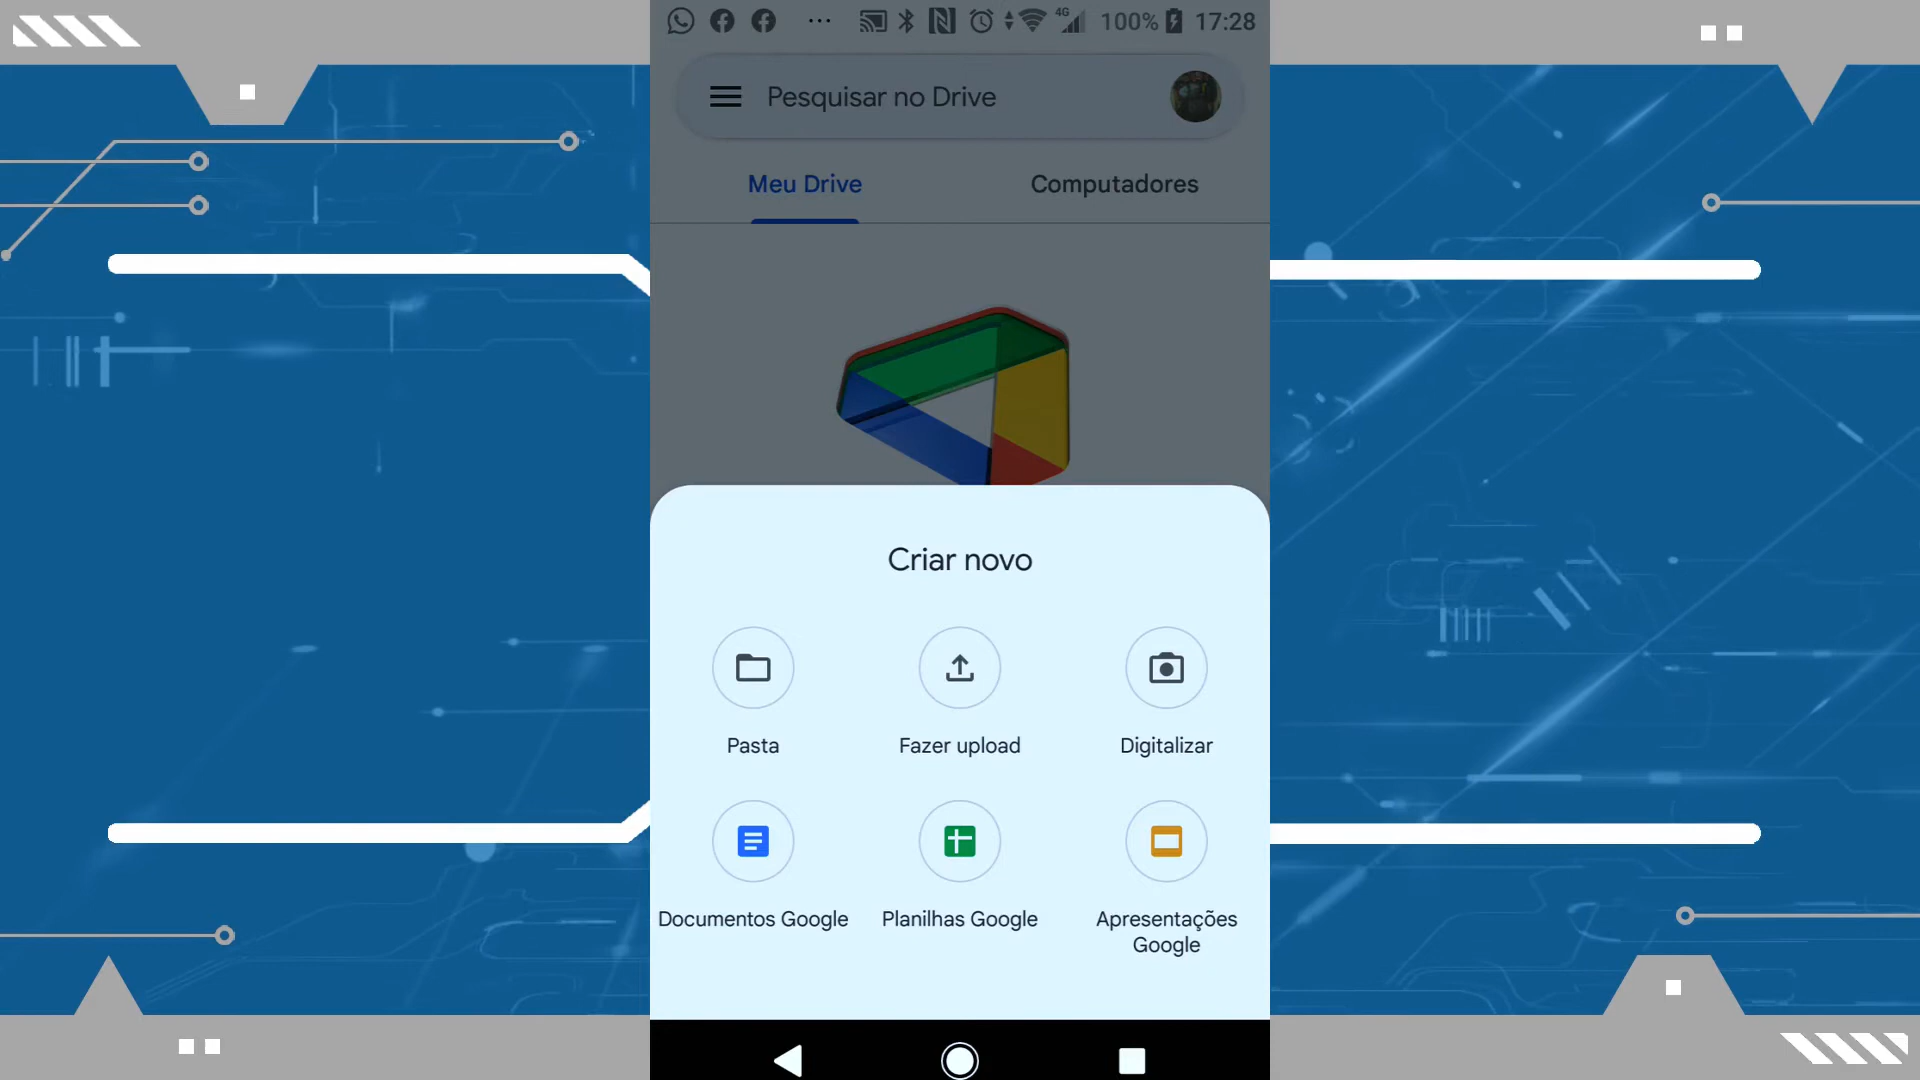 4G 100% 17:28
Pesquisar no Drive
Meu Drive Computadores
Criar novo
Pasta Fazer upload Digitalizar
Documentos Google Planilhas Google Apresentações
Google